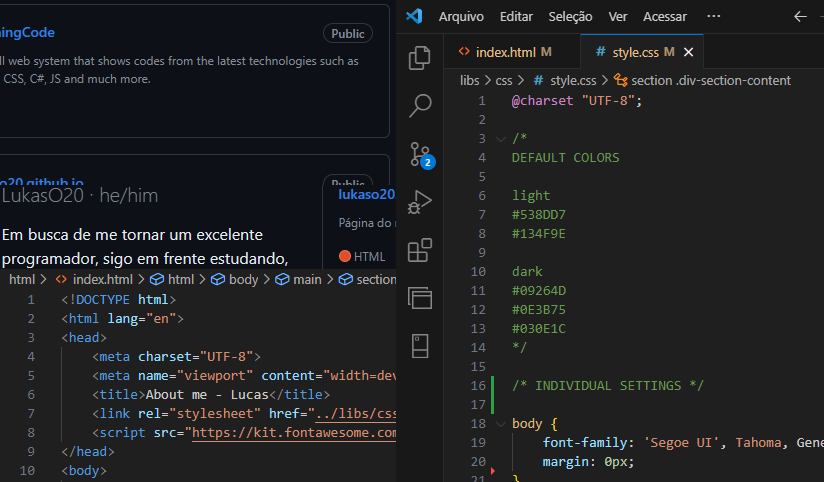 ningCode
Public
ll web system that shows codes from the latest technologies such as
CSS, C#, JS and much more.
o20.github.io
Public
LukasO20 · he/him
Em busca de me tornar um excelente
programador, sigo em frente estudando,
lukaso20
Página do
HTML
html > <> index.html > html > body > main > section
1 <!DOCTYPE html>
2 <html lang="en">
3 <head>
4 <meta charset="UTF-8">
5 <meta name="viewport" content="width=dev
6 <title>About me - Lucas</title>
7 <link rel="stylesheet" href="../libs/css
8 <script src="https://kit.fontawesome.com
9 </head>
10 <body>
Arquivo Editar Seleção Ver Acessar ···
<> index.html M
# style.css M ×
libs > css > # style.css > section .div-section-content
2
1 @charset "UTF-8";
2
3 /*
4 DEFAULT COLORS
5
6 light
7 #538DD7
8 #134F9E
9
10 dark
11 #09264D
12 #0E3B75
13 #030E1C
14 */
15
16 /* INDIVIDUAL SETTINGS */
17
18 body {
19 font-family: 'Segoe UI', Tahoma, Gene
20 margin: 0px;
21 }